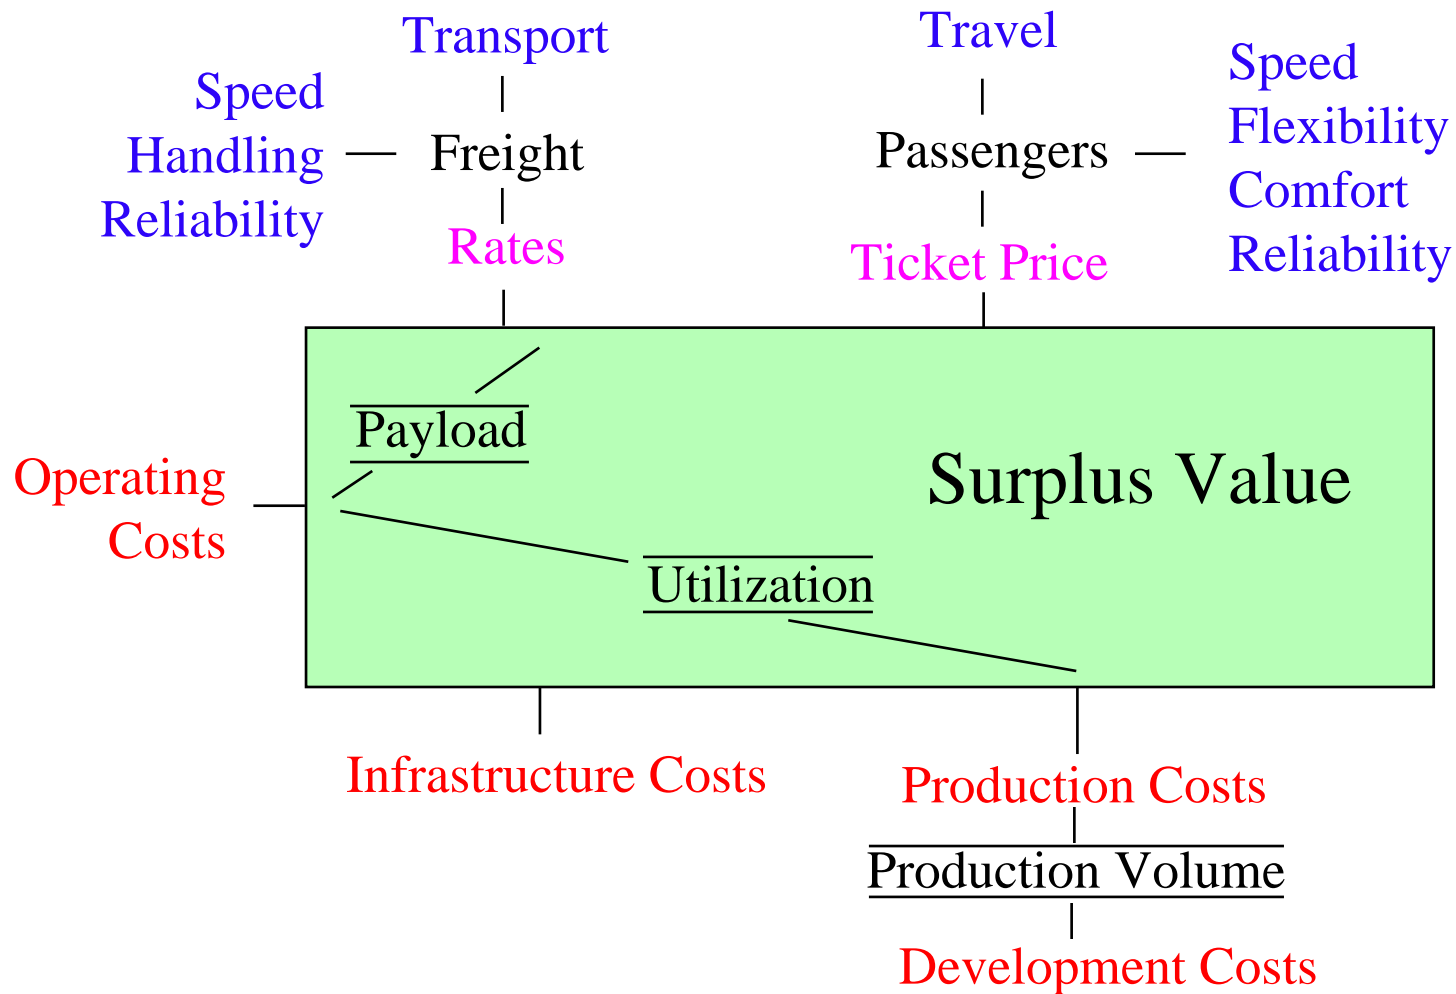 Transport
Speed
Handling
Reliability
Freight
Rates
Travel
Passengers
Ticket Price
Speed
Flexibility
Comfort
Reliability
Payload
Operating
Costs
Surplus Value
Utilization
Infrastructure Costs
Production Costs
Production Volume
Development Costs